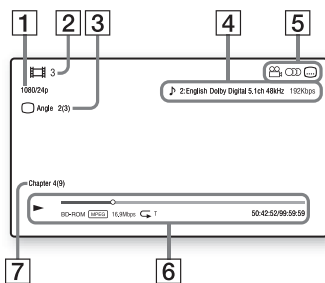 1 2 3 4 5
3
1080/24p
Angle 2(3)
2:English Dolby Digital 5.1ch 48kHz 192Kbps
Chapter 4(9)
BD-ROM MPEG 16,9Mbps T 50:42:52/99:59:59
7 6